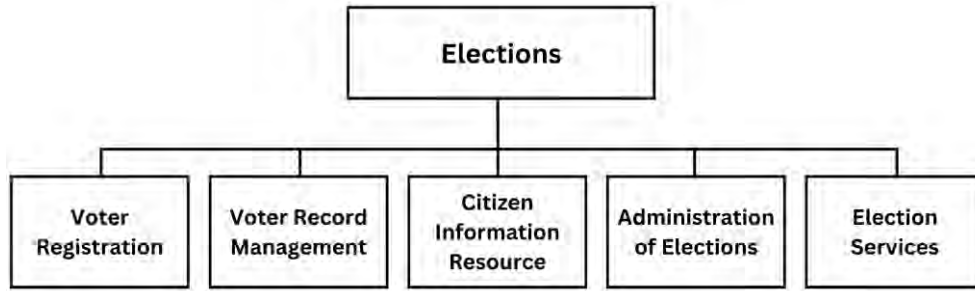 Elections
Voter
Registration
Voter Record
Management
Citizen
Information
Resource
Administration
of Elections
Election
Services